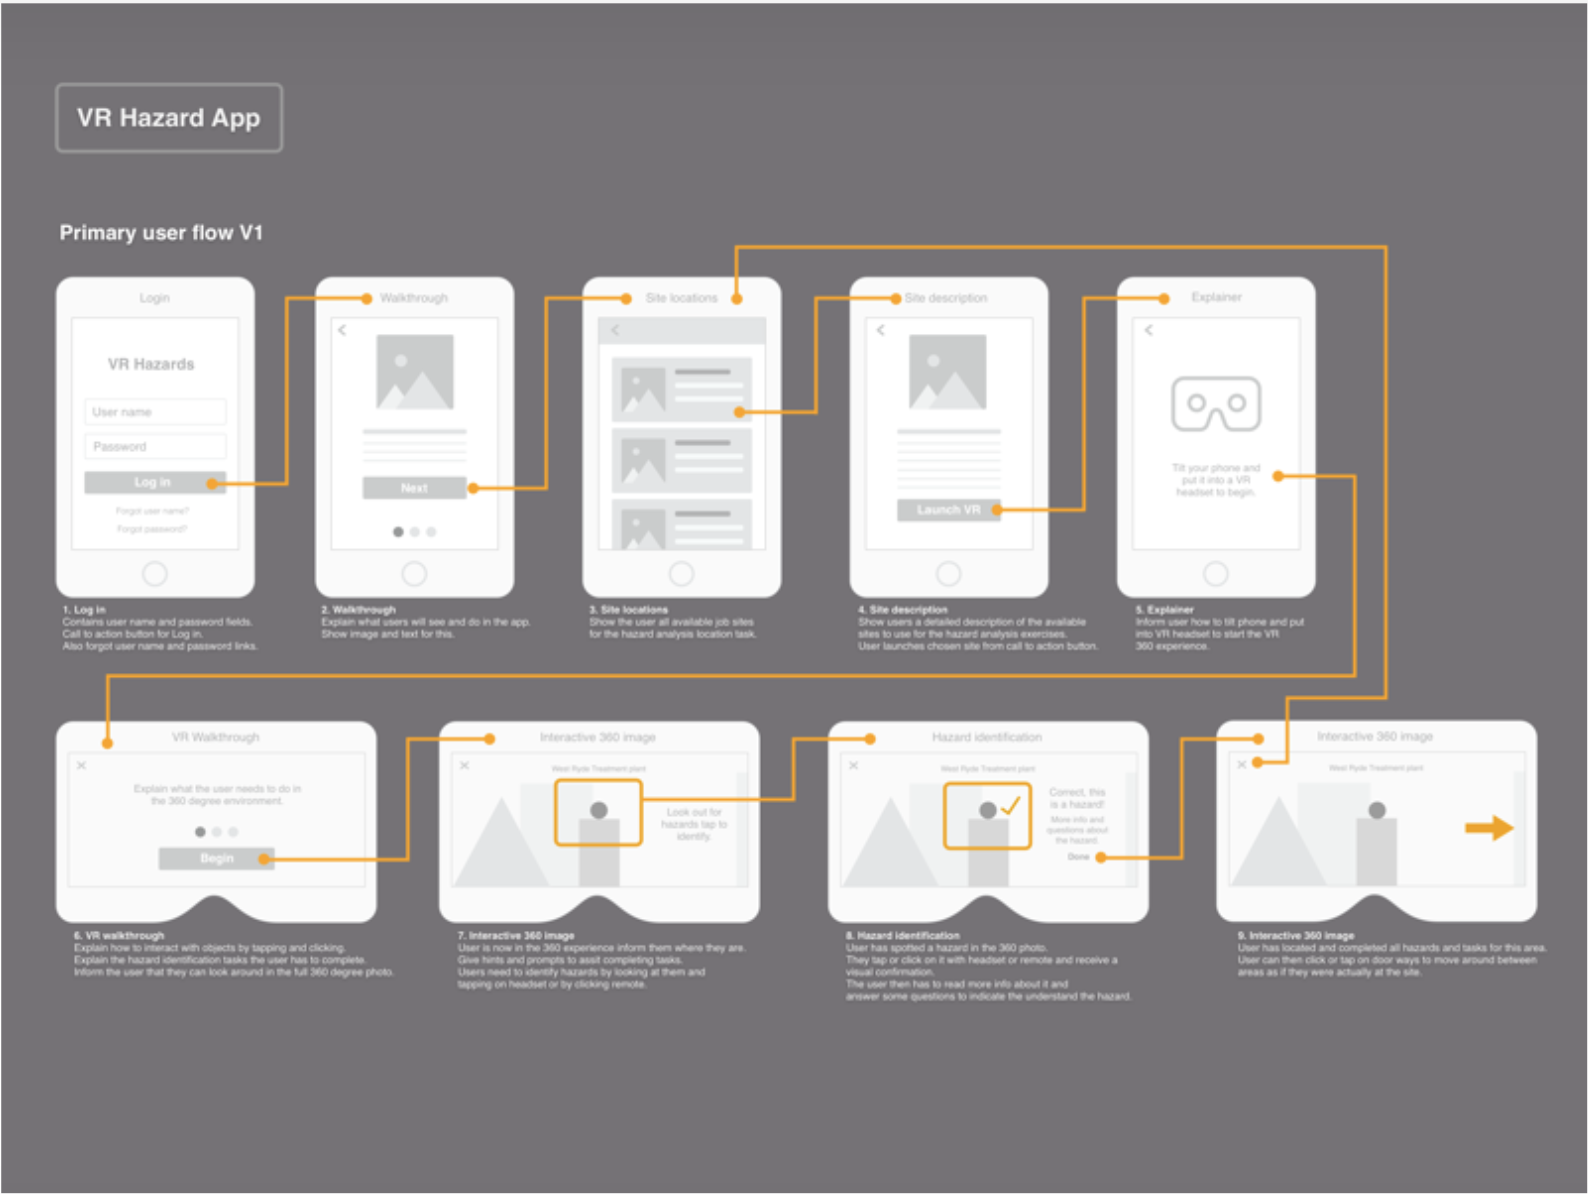 VR Hazard App
Primary user flow V1
Login
VR Hazards
User name
Password
Log in
Forgot user name?
Forgot password?
1. Log in
Contains user name and password fields.
Call to action button for Log in.
Also forgot user name and password links.
Walkthrough
Next
2. Walkthrough
Explain what users will see and do in the app.
Show image and text for this.
Site locations
3. Site locations
Show the user all available job sites
for the hazard analysis location task.
Site description
Launch VR
4. Site description
Show users a detailed description of the available
sites to use for the hazard analysis exercises.
User launches chosen site from call to action button.
Explainer
Tilt your phone and
put it into a VR
headset to begin.
5. Explainer
Inform user how to tilt phone and put
into VR headset to start the VR
360 experience.
VR Walkthrough
Explain what the user needs to do in
the 360 degree environment.
Begin
6. VR walkthrough
Explain how to interact with objects by tapping and clicking.
Explain the hazard identification tasks the user has to complete.
Inform the user that they can look around in the full 360 degree photo.
Interactive 360 image
West Ryde Treatment plant
Look out for
hazards tap to
identify.
7. Interactive 360 image
User is now in the 360 experience inform them where they are.
Give hints and prompts to assit completing tasks.
Users need to identify hazards by looking at them and
tapping on headset or by clicking remote.
Hazard identification
West Ryde Treatment plant
Correct, this
is a hazard!
More info and
questions about
the hazard.
Done
8. Hazard identification
User has spotted a hazard in the 360 photo.
They tap or click on it with headset or remote and receive a
visual confirmation.
The user then has to read more info about it and
answer some questions to indicate the understand the hazard.
Interactive 360 image
West Ryde Treatment plant
9. Interactive 360 image
User has located and completed all hazards and tasks for this area.
User can then click or tap on door ways to move around between
areas as if they were actually at the site.